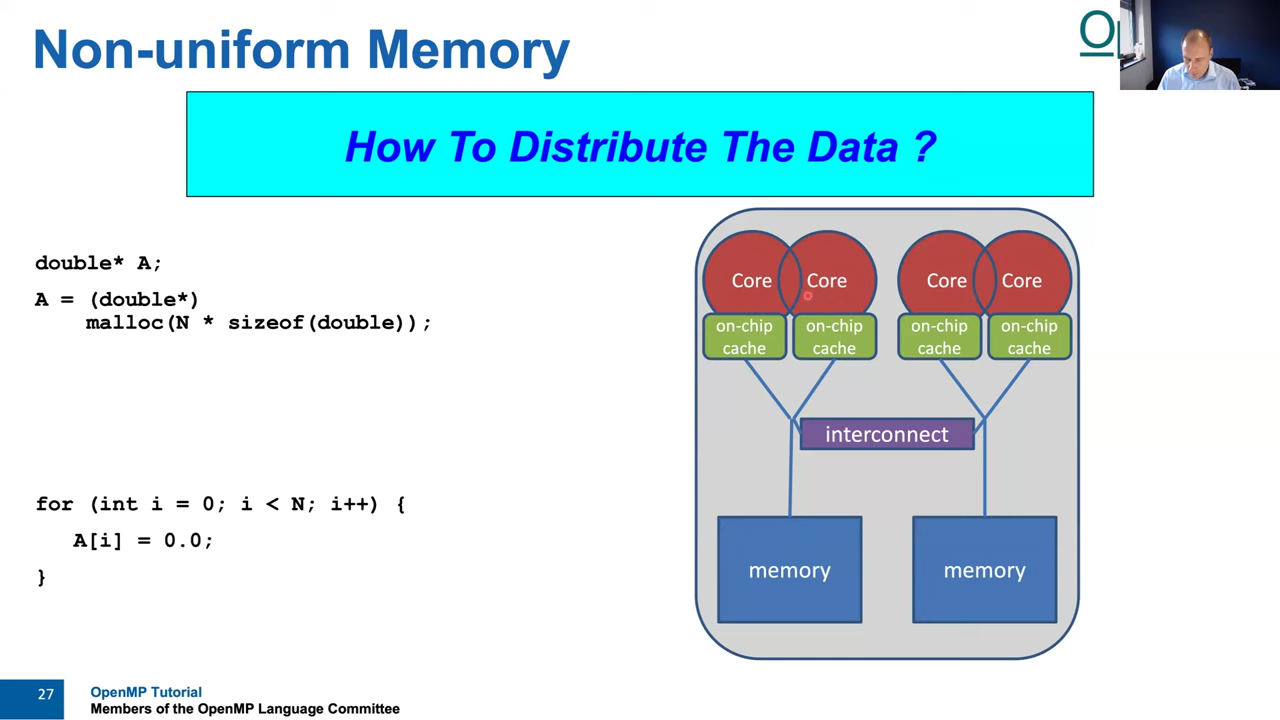 Non-uniform Memory
How To Distribute The Data ?
double* A;
A = (double*)
malloc(N * sizeof(double));
for (int i = 0; i < N; i++) {
A[i] = 0.0;
}
Core Core Core Core
on-chip cache on-chip cache on-chip cache on-chip cache
interconnect
memory memory
27
OpenMP Tutorial
Members of the OpenMP Language Committee